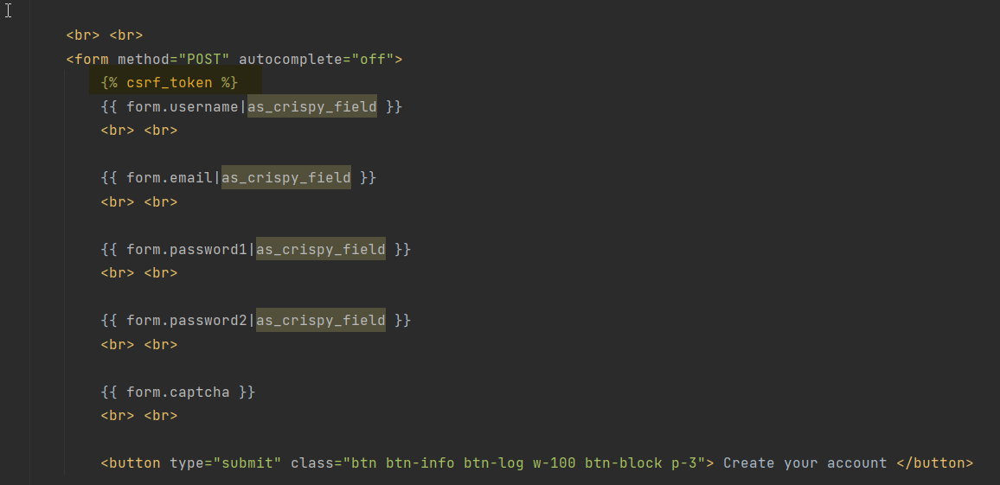 <br> <br>
<form method="POST" autocomplete="off">
{% csrf_token %}
{{ form.username|as_crispy_field }}
<br> <br>
{{ form.email|as_crispy_field }}
<br> <br>
{{ form.password1|as_crispy_field }}
<br> <br>
{{ form.password2|as_crispy_field }}
<br> <br>
{{ form.captcha }}
<br> <br>
<button type="submit" class="btn btn-info btn-log w-100 btn-block p-3"> Create your account </button>